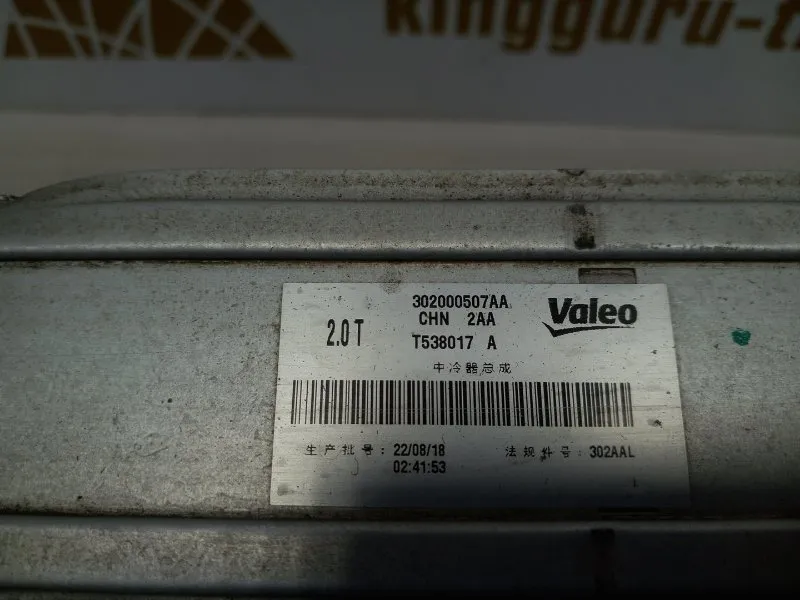 kingguru-t
302000507AA
Valeo
2.0T
CHN 2AA
T538017 A
中冷器总成
生产批号: 22/08/18
法规件号: 302AAL
02:41:53